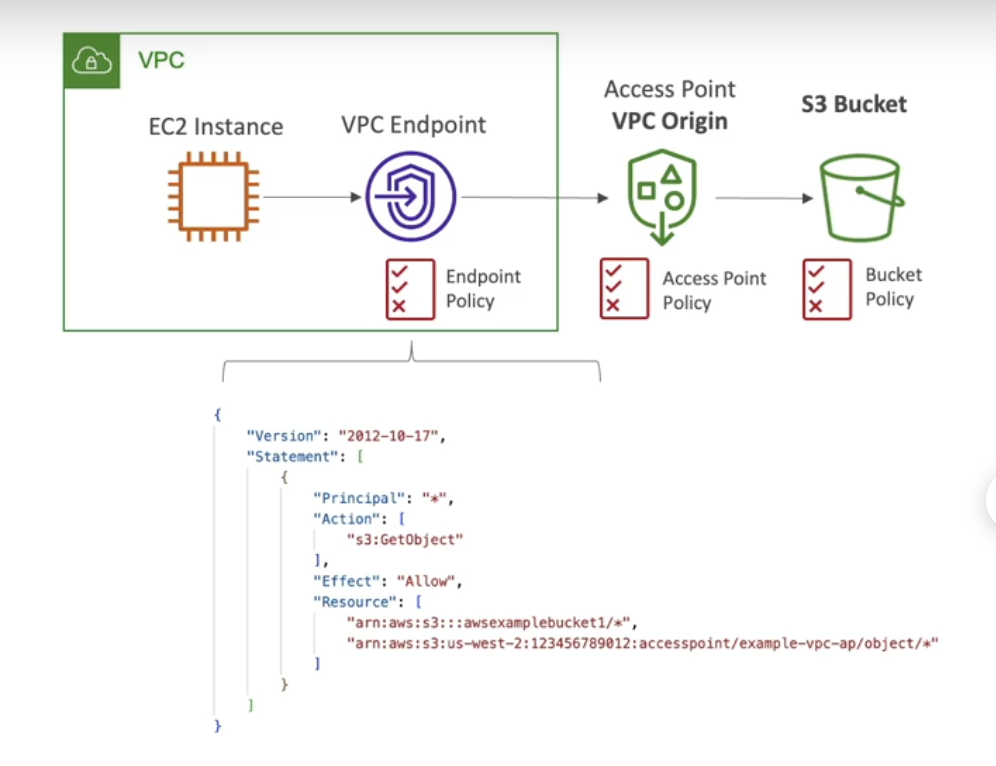 VPC
EC2 Instance
VPC Endpoint
Access Point
VPC Origin
S3 Bucket
Endpoint
Policy
Access Point
Policy
Bucket
Policy
{
"Version": "2012-10-17",
"Statement": [
{
"Principal": "*",
"Action": [
"s3:GetObject"
],
"Effect": "Allow",
"Resource": [
"arn:aws:s3:::awsexamplebucket1/*",
"arn:aws:s3:us-west-2:123456789012:accesspoint/example-vpc-ap/object/*"
]
}
]
}